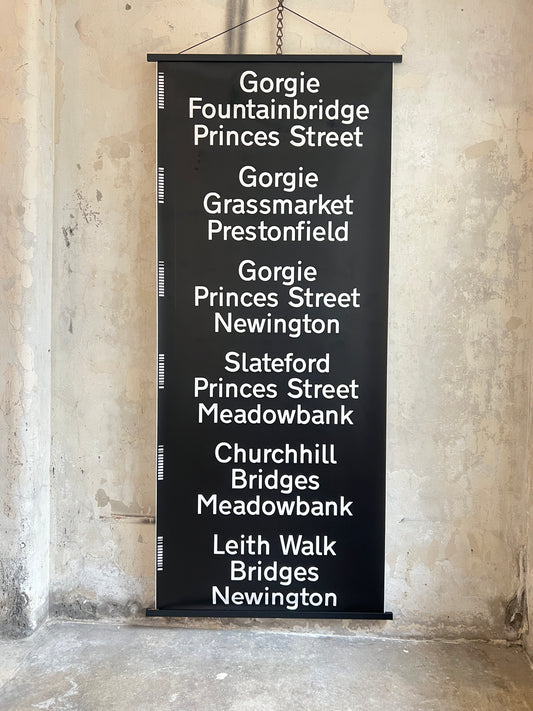 Gorgie
Fountainbridge
Princes Street
Gorgie
Grassmarket
Prestonfield
Gorgie
Princes Street
Newington
Slateford
Princes Street
Meadowbank
Churchhill
Bridges
Meadowbank
Leith Walk
Bridges
Newington